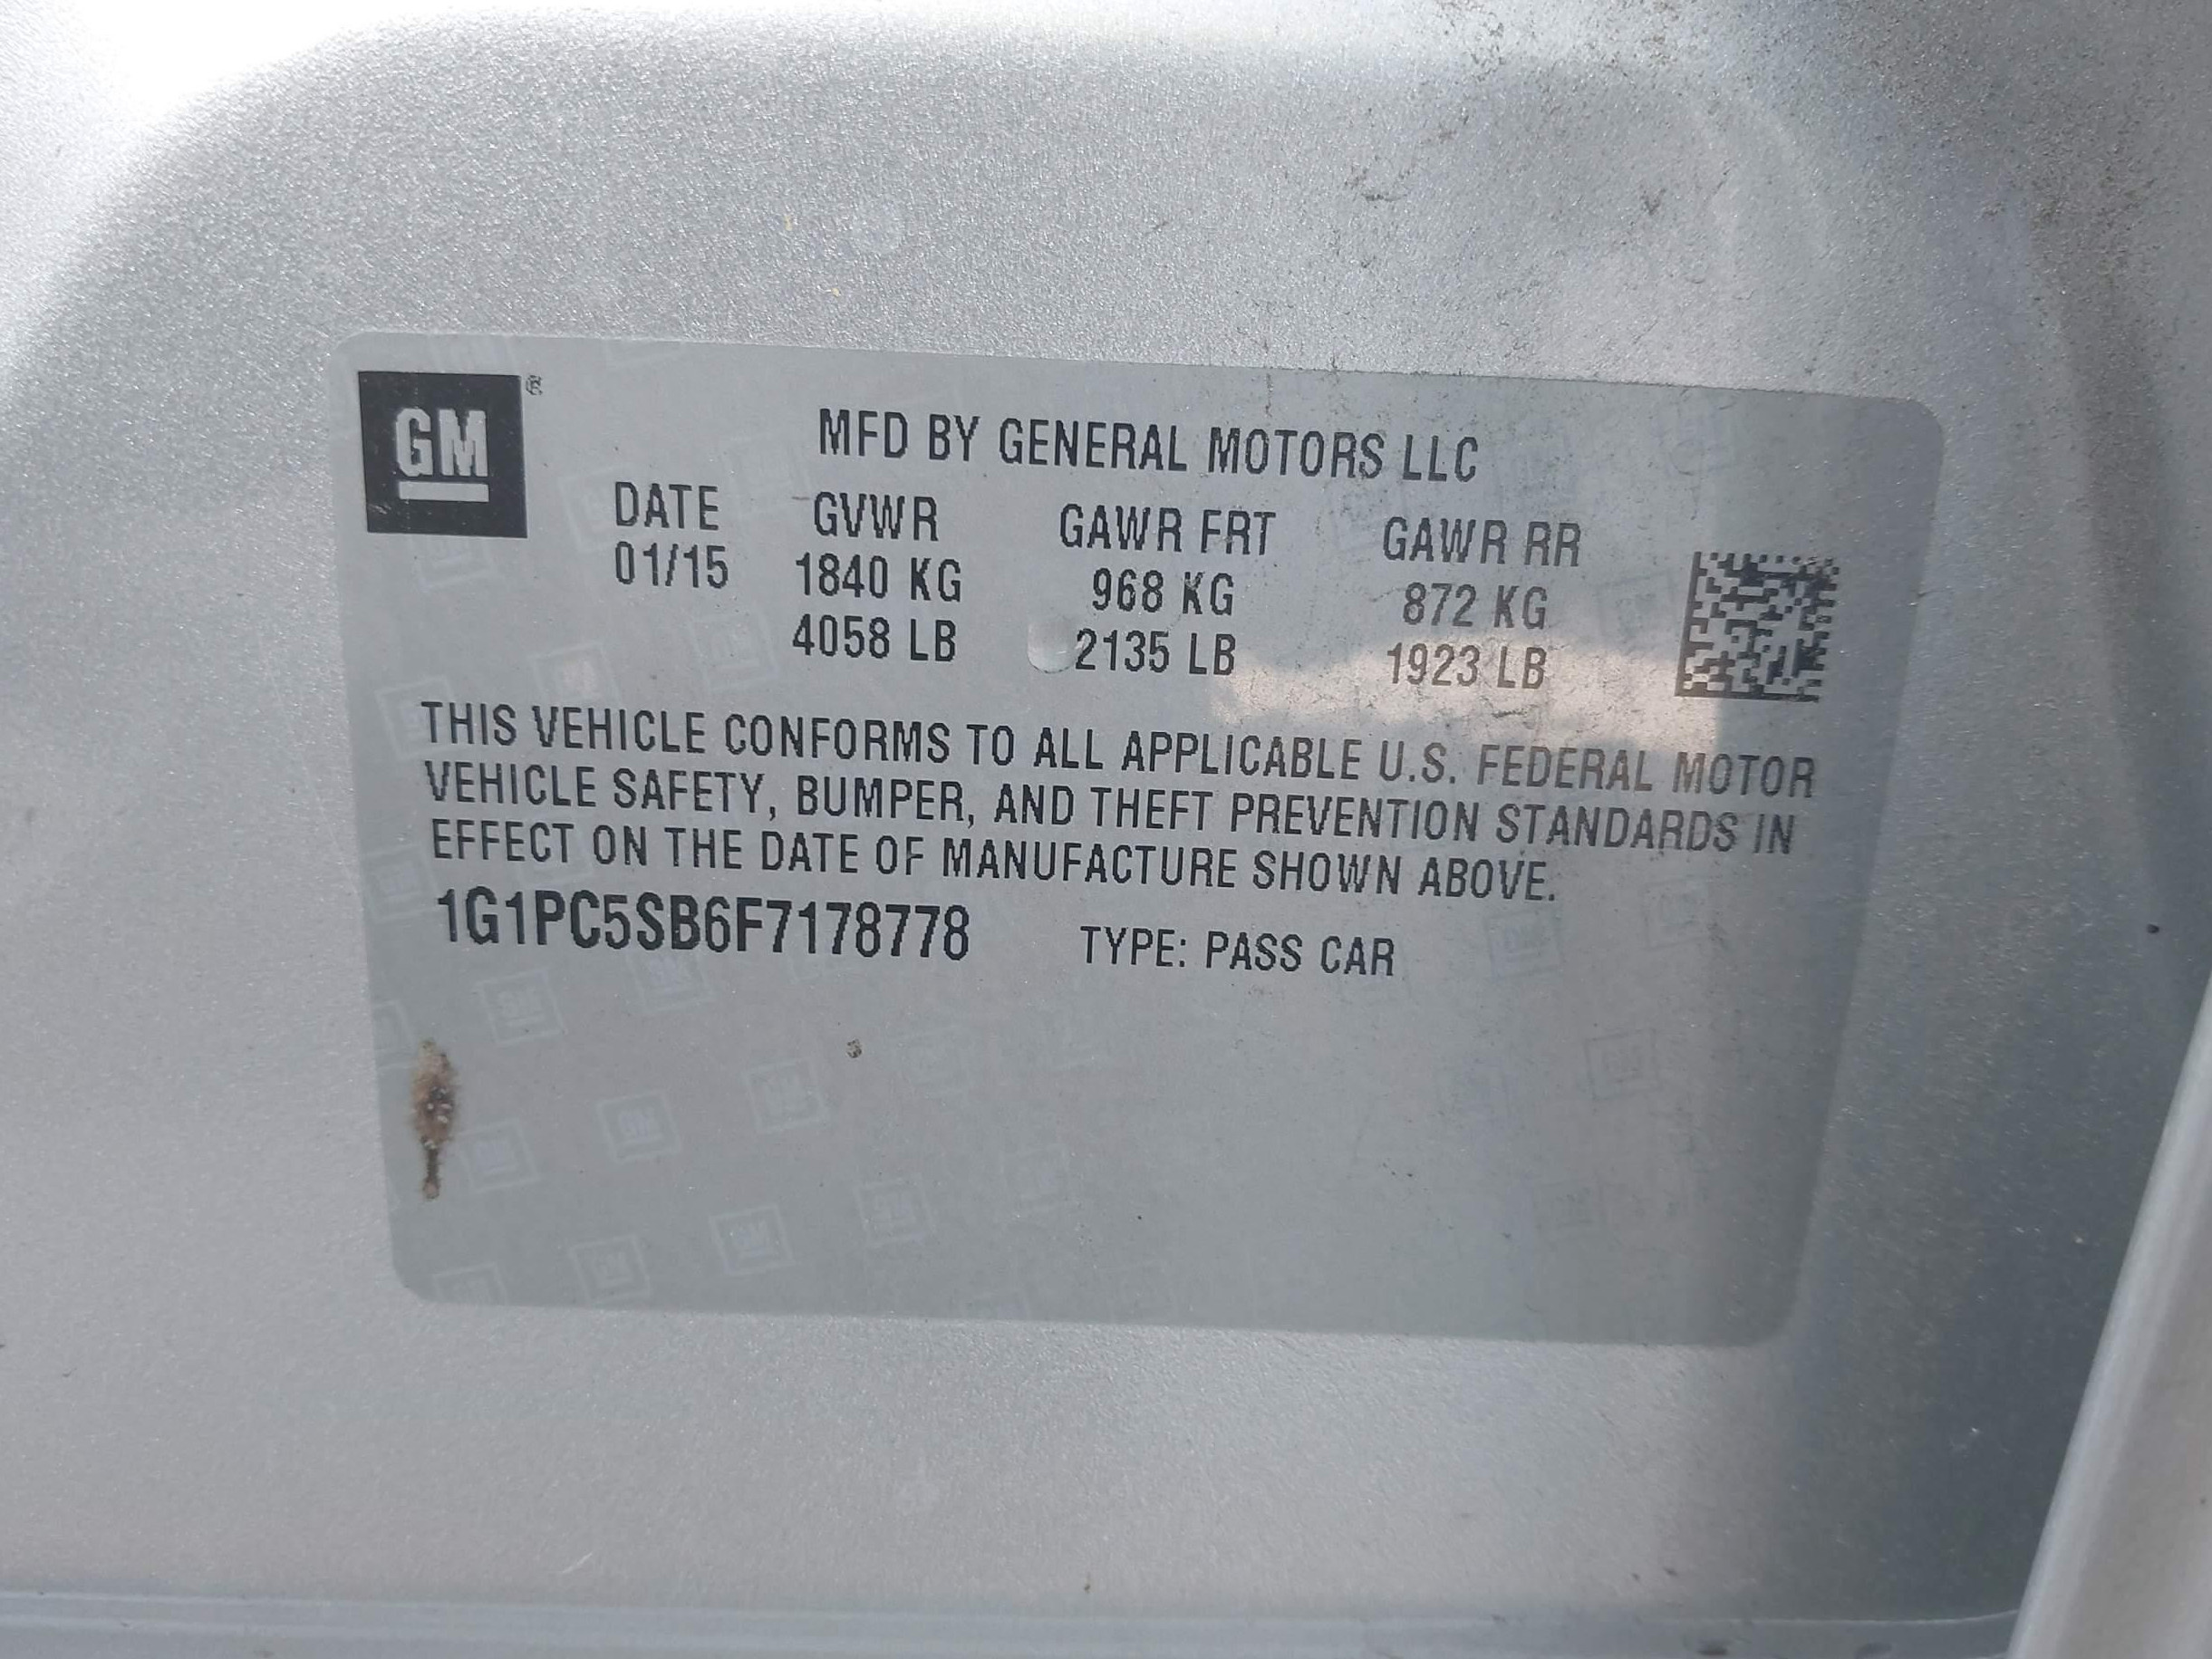 GM ®
MFD BY GENERAL MOTORS LLC
DATE GVWR GAWR FRT GAWR RR
01/15 1840 KG 968 KG 872 KG
4058 LB 2135 LB 1923 LB
THIS VEHICLE CONFORMS TO ALL APPLICABLE U.S. FEDERAL MOTOR
VEHICLE SAFETY, BUMPER, AND THEFT PREVENTION STANDARDS IN
EFFECT ON THE DATE OF MANUFACTURE SHOWN ABOVE.
1G1PC5SB6F7178778 TYPE: PASS CAR